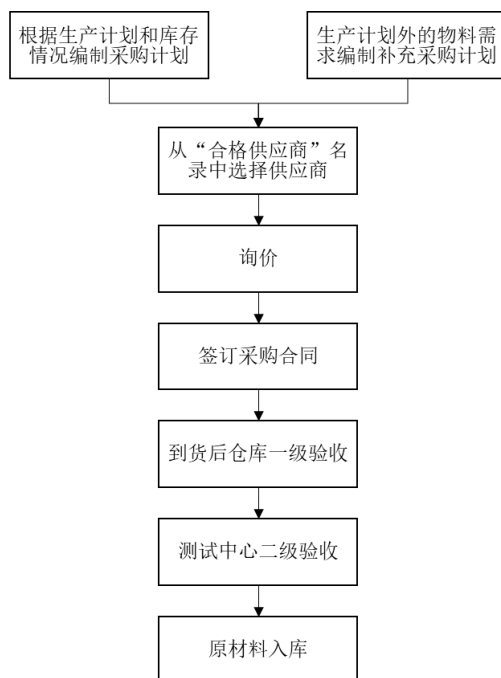 根据生产计划和库存
情况编制采购计划
生产计划外的物料需
求编制补充采购计划
从“合格供应商”名
录中选择供应商
询价
签订采购合同
到货后仓库一级验收
测试中心二级验收
原材料入库